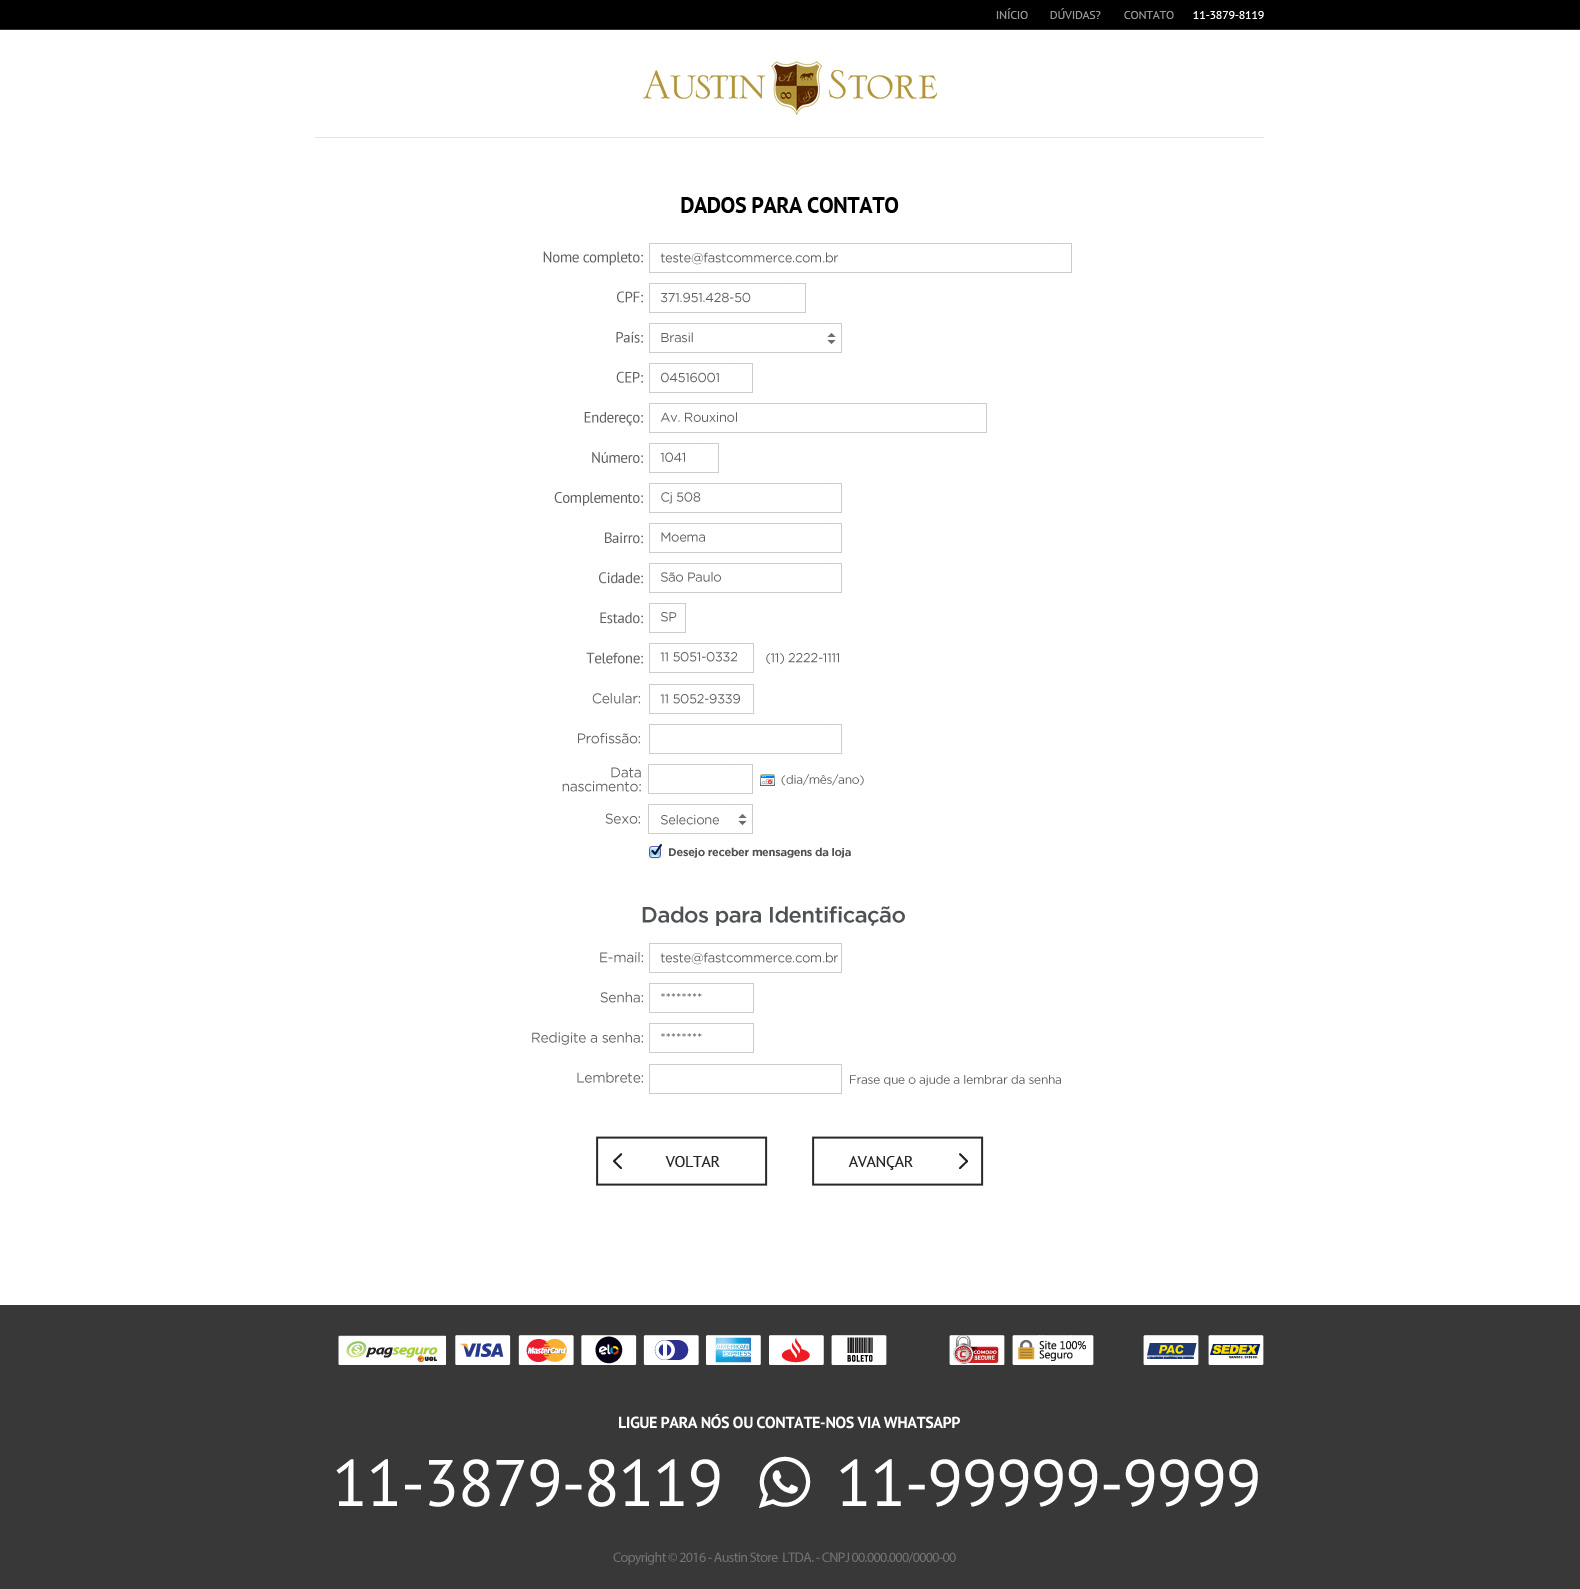 INÍCIO DÚVIDAS? CONTATO 11-3879-8119
AUSTIN STORE
DADOS PARA CONTATO
Nome completo: teste@fastcommerce.com.br
CPF: 371.951.428-50
País: Brasil
CEP: 04516001
Endereço: Av. Rouxinol
Número: 1041
Complemento: Cj 508
Bairro: Moema
Cidade: São Paulo
Estado: SP
Telefone: 11 5051-0332 (11) 2222-1111
Celular: 11 5052-9339
Profissão:
Data
nascimento: (dia/mês/ano)
Sexo: Selecione
Desejo receber mensagens da loja
Dados para Identificação
E-mail: teste@fastcommerce.com.br
Senha: ********
Redigite a senha: ********
Lembrete: Frase que o ajude a lembrar da senha
VOLTAR AVANÇAR
pagseguro UOL VISA MasterCard elo AMERICAN EXPRESS BOLETO COMODO SECURE Site 100% Seguro PAC SEDEX
LIGUE PARA NÓS OU CONTATE-NOS VIA WHATSAPP
11-3879-8119 11-99999-9999
Copyright © 2016 - Austin Store LTDA. - CNPJ 00.000.000/0000-00